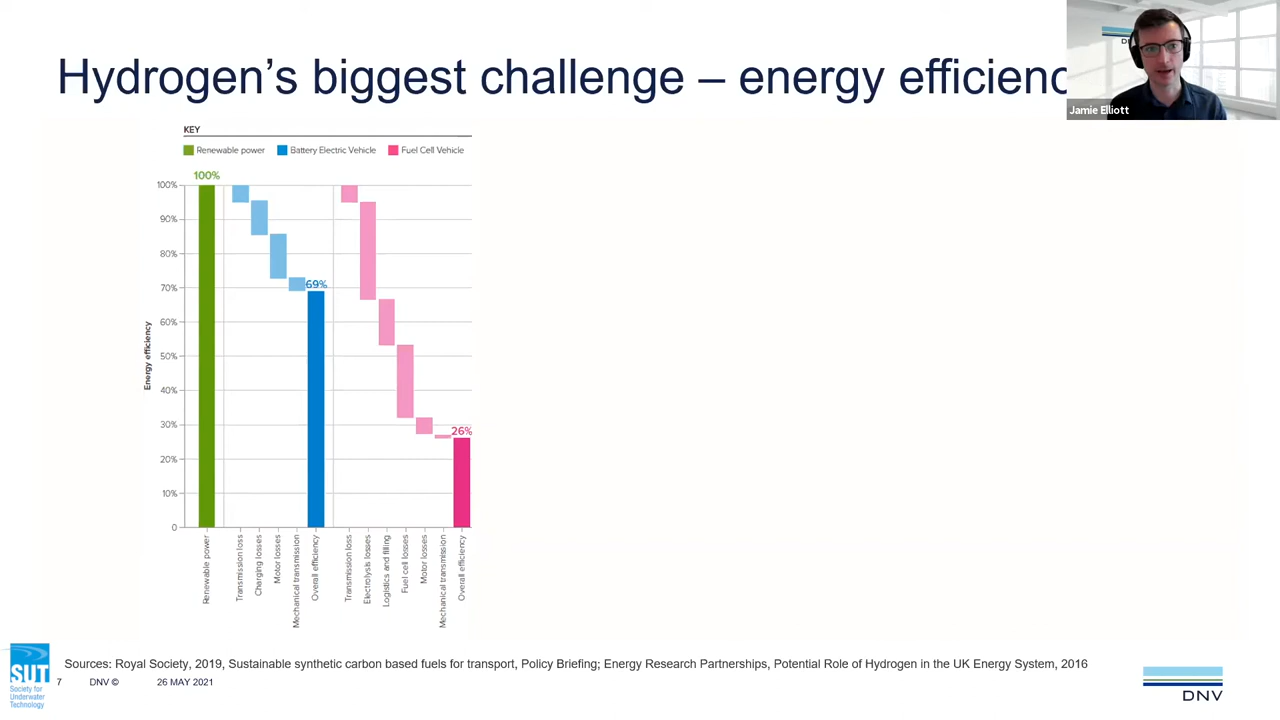 Hydrogen's biggest challenge – energy efficienc
Jamie Elliott
KEY
Renewable power
Battery Electric Vehicle
Fuel Cell Vehicle
100%
100%
90%
80%
70%
60%
50%
40%
30%
20%
10%
0
Energy efficiency
69%
26%
Renewable power
Transmission loss
Charging losses
Motor losses
Mechanical transmission
Overall efficiency
Transmission loss
Electrolysis losses
Logistics and filling
Fuel cell losses
Motor losses
Mechanical transmission
Overall efficiency
Sources: Royal Society, 2019, Sustainable synthetic carbon based fuels for transport, Policy Briefing; Energy Research Partnerships, Potential Role of Hydrogen in the UK Energy System, 2016
SUT
Society for
Underwater
Technology
7
DNV ©
26 MAY 2021
DNV